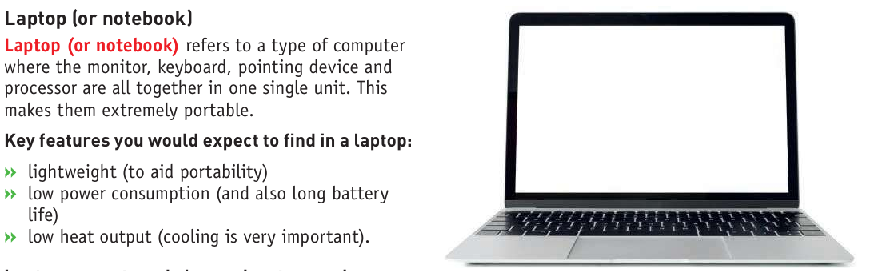 Laptop (or notebook)
Laptop (or notebook) refers to a type of computer
where the monitor, keyboard, pointing device and
processor are all together in one single unit. This
makes them extremely portable.
Key features you would expect to find in a laptop:
» lightweight (to aid portability)
» low power consumption (and also long battery
life)
» low heat output (cooling is very important).